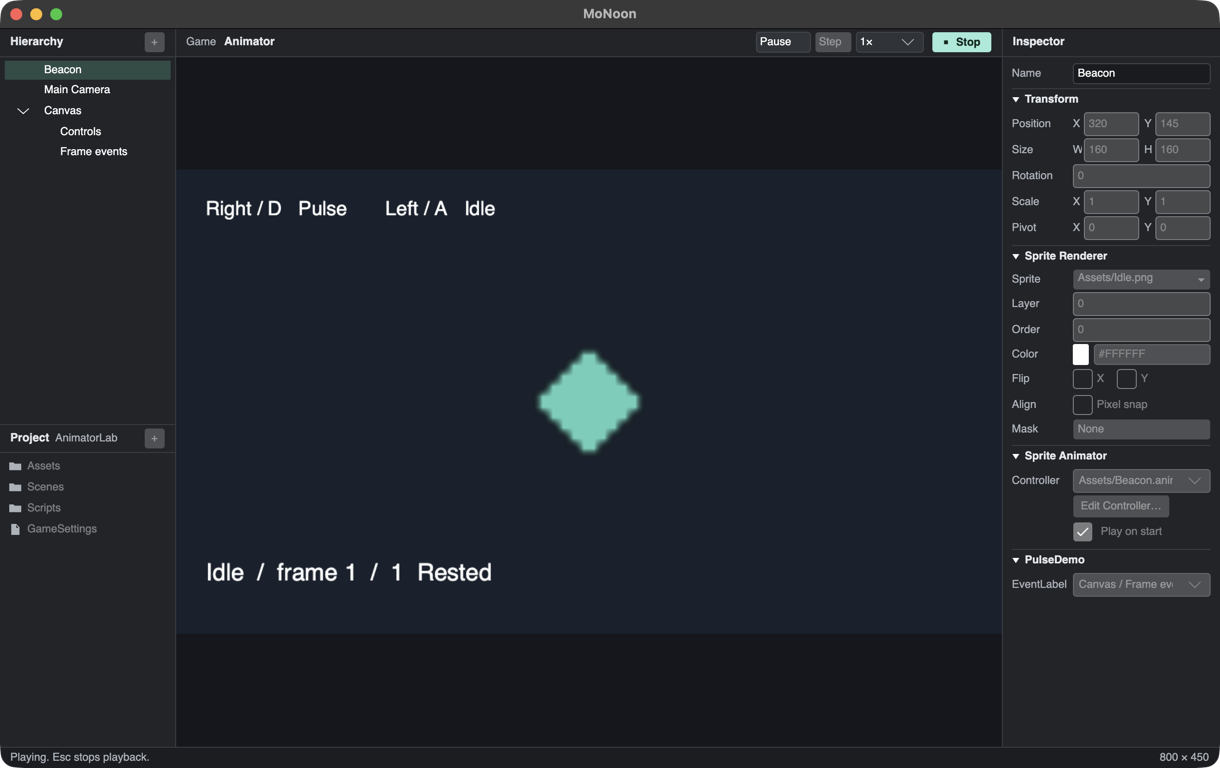 MoNoon
Hierarchy +
Game Animator
Pause Step 1× Stop
Inspector
Beacon
Main Camera
Canvas
Controls
Frame events
Project AnimatorLab +
Assets
Scenes
Scripts
GameSettings
Right / D Pulse Left / A Idle
Idle / frame 1 / 1 Rested
Name Beacon
Transform
Position X 320 Y 145
Size W 160 H 160
Rotation 0
Scale X 1 Y 1
Pivot X 0 Y 0
Sprite Renderer
Sprite Assets/Idle.png
Layer 0
Order 0
Color #FFFFFF
Flip X Y
Align Pixel snap
Mask None
Sprite Animator
Controller Assets/Beacon.anir
Edit Controller...
Play on start
PulseDemo
EventLabel Canvas / Frame eve
Playing. Esc stops playback.
800 × 450